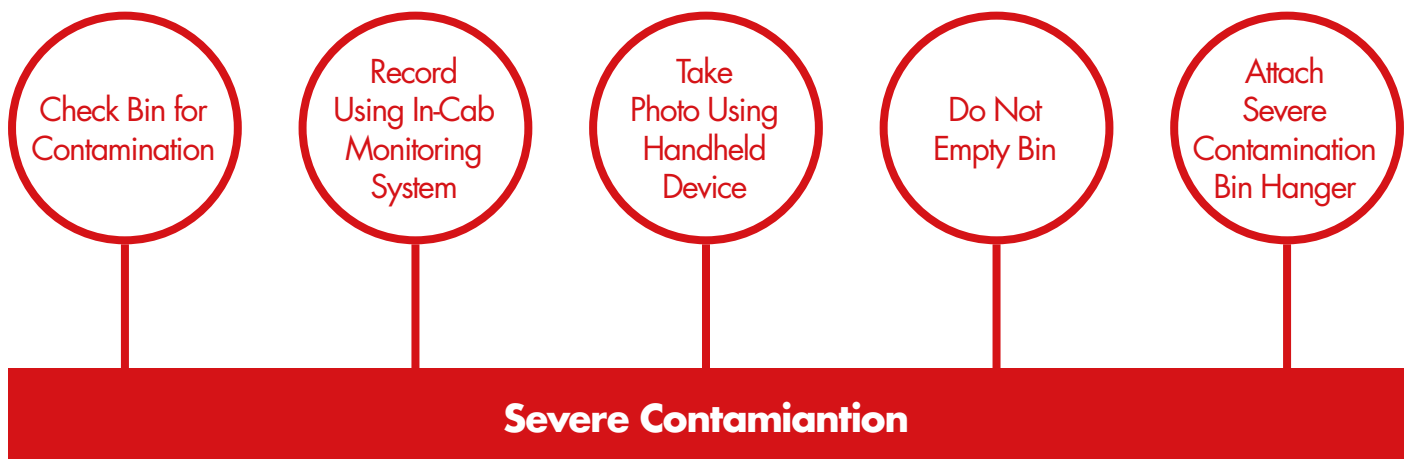 Check Bin for
Contamination
Record
Using In-Cab
Monitoring
System
Take
Photo Using
Handheld
Device
Do Not
Empty Bin
Attach
Severe
Contamination
Bin Hanger
Severe Contamiantion